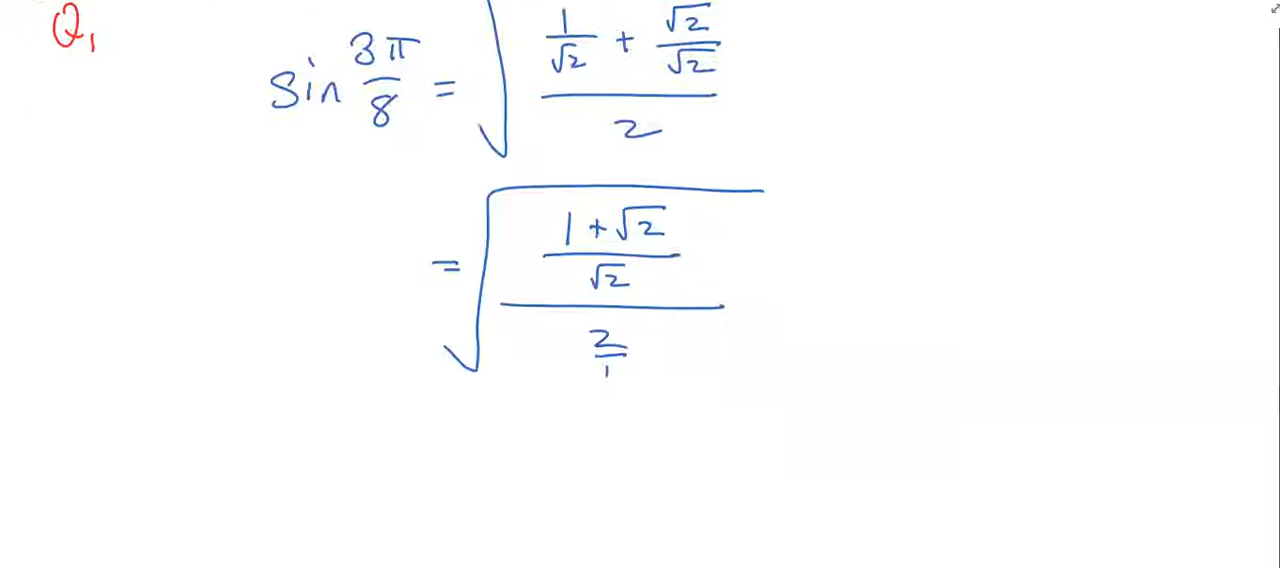 Q₁
sin 3π/8 = √((1/√2 + √2/√2)/2)
= √(((1+√2)/√2)/(2/1))